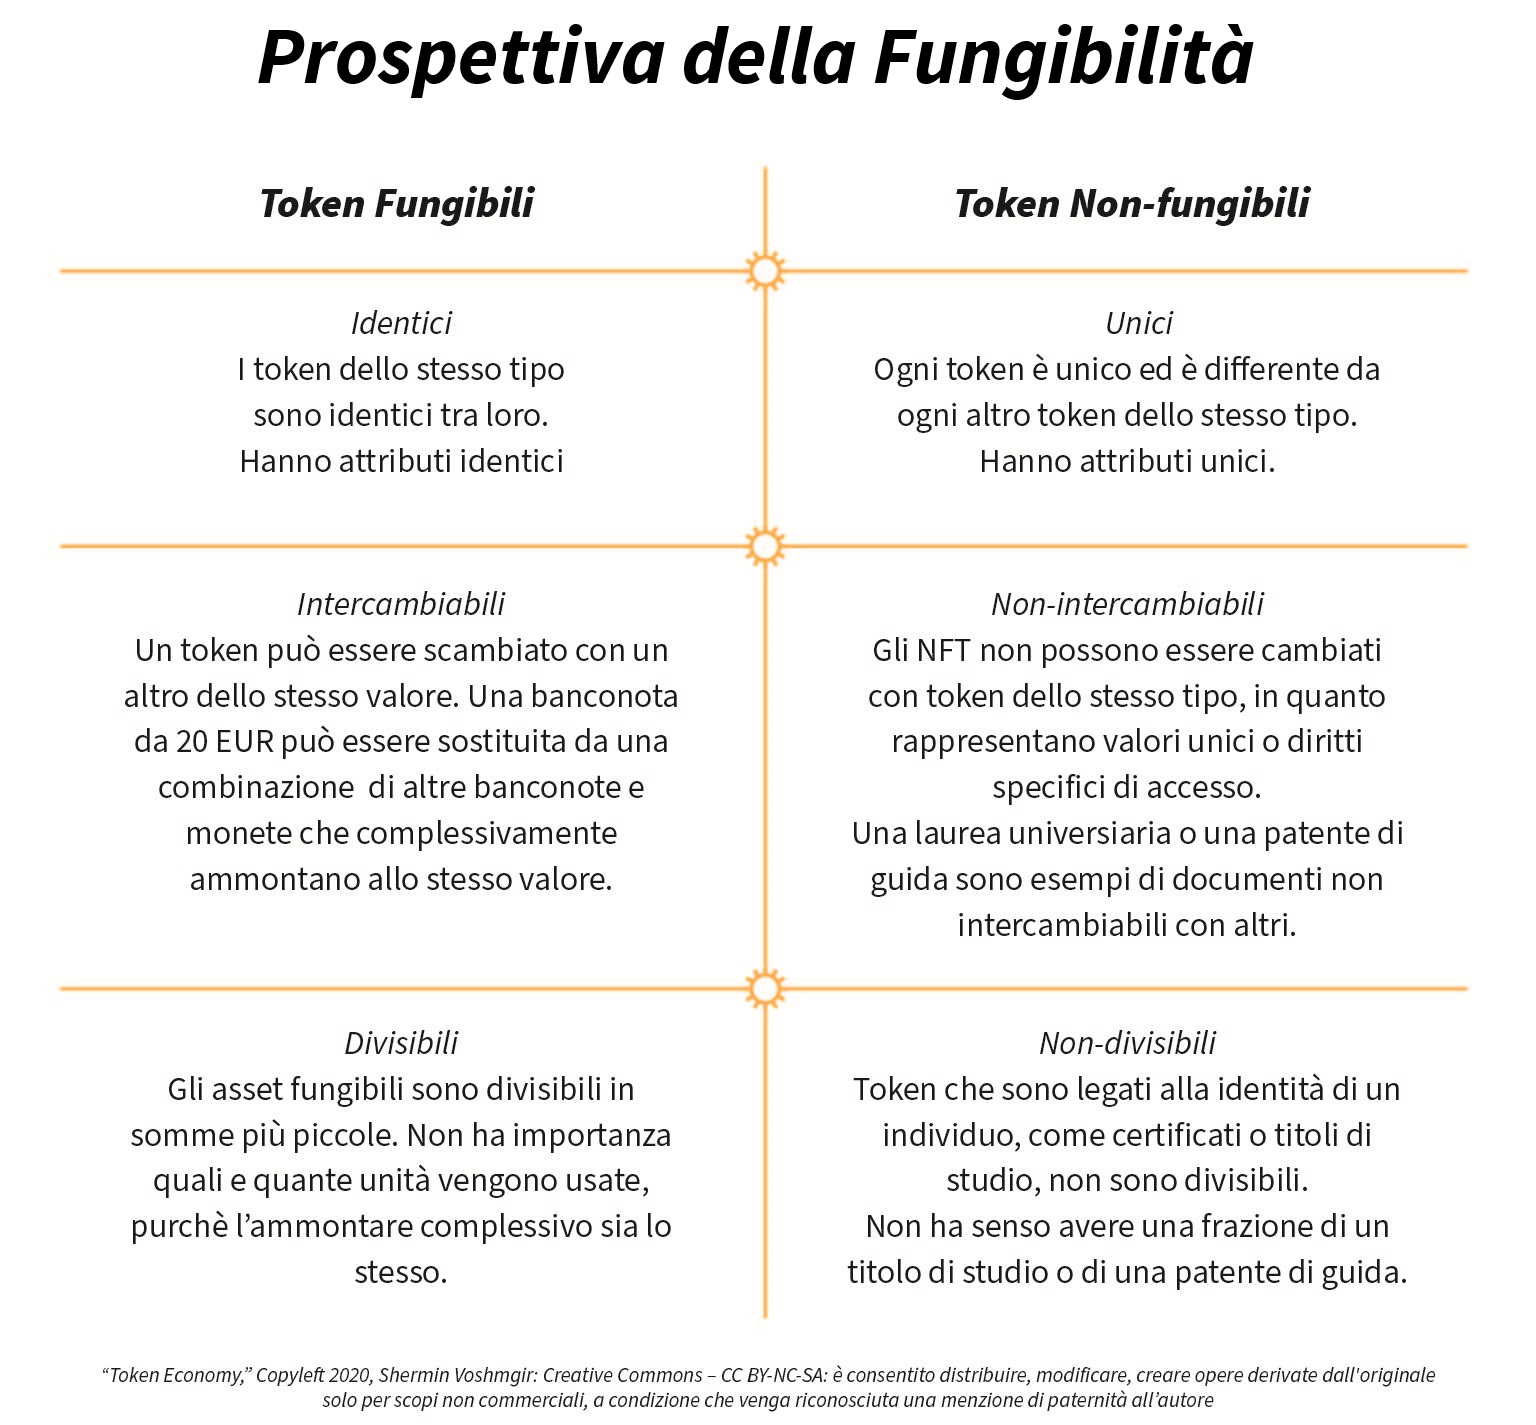 Prospettiva della Fungibilità
Token Fungibili
Token Non-fungibili
Identici
I token dello stesso tipo
sono identici tra loro.
Hanno attributi identici
Unici
Ogni token è unico ed è differente da
ogni altro token dello stesso tipo.
Hanno attributi unici.
Intercambiabili
Un token può essere scambiato con un
altro dello stesso valore. Una banconota
da 20 EUR può essere sostituita da una
combinazione  di altre banconote e
monete che complessivamente
ammontano allo stesso valore.
Non-intercambiabili
Gli NFT non possono essere cambiati
con token dello stesso tipo, in quanto
rappresentano valori unici o diritti
specifici di accesso.
Una laurea universiaria o una patente di
guida sono esempi di documenti non
intercambiabili con altri.
Divisibili
Gli asset fungibili sono divisibili in
somme più piccole. Non ha importanza
quali e quante unità vengono usate,
purchè l’ammontare complessivo sia lo
stesso.
Non-divisibili
Token che sono legati alla identità di un
individuo, come certificati o titoli di
studio, non sono divisibili.
Non ha senso avere una frazione di un
titolo di studio o di una patente di guida.
“Token Economy,” Copyleft 2020, Shermin Voshmgir: Creative Commons – CC BY-NC-SA: è consentito distribuire, modificare, creare opere derivate dall'originale
solo per scopi non commerciali, a condizione che venga riconosciuta una menzione di paternità all’autore